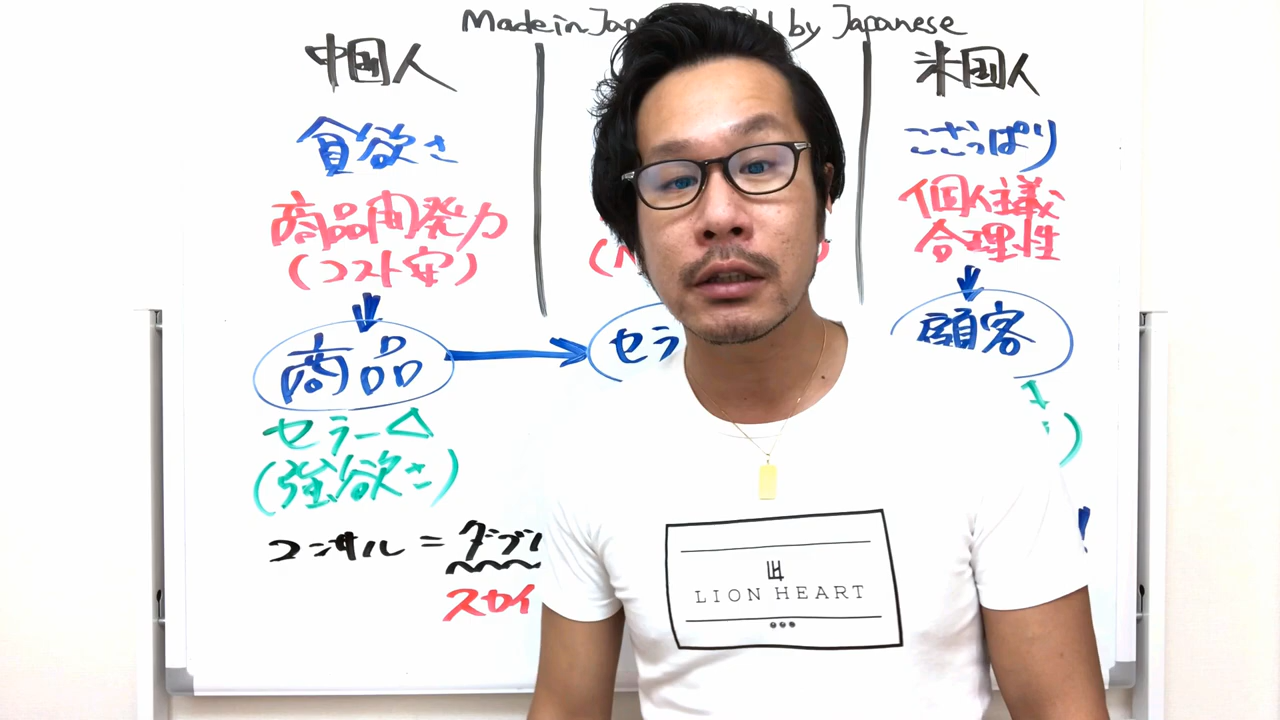 Made in Jap by Japanese
中国人
貪欲さ
商品開発力
(コスト安)
商品
セラー△
(強欲さ)
コンサル = ダブル
スカイ
セラ
米国人
こざっぱり
個人主義
合理性
顧客
LH
LION HEART